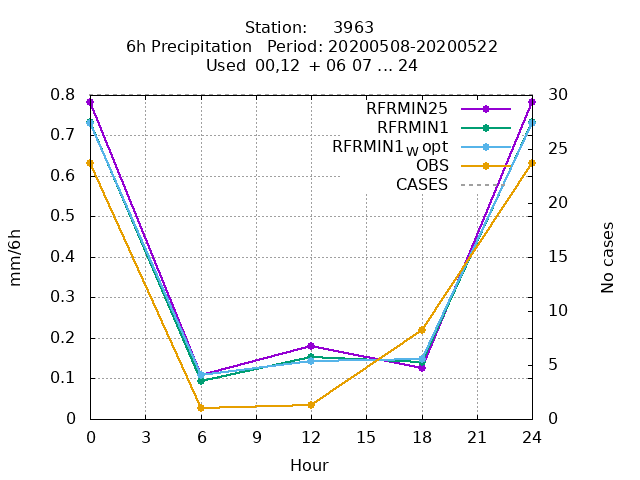 Station: 3963
6h Precipitation Period: 20200508-20200522
Used 00,12 + 06 07 ... 24
0.8
0.7
0.6
0.5
0.4
0.3
0.2
0.1
0
mm/6h
RFRMIN25
RFRMIN1
RFRMIN1wopt
OBS
CASES
30
25
20
15
10
5
0
No cases
0 3 6 9 12 15 18 21 24
Hour